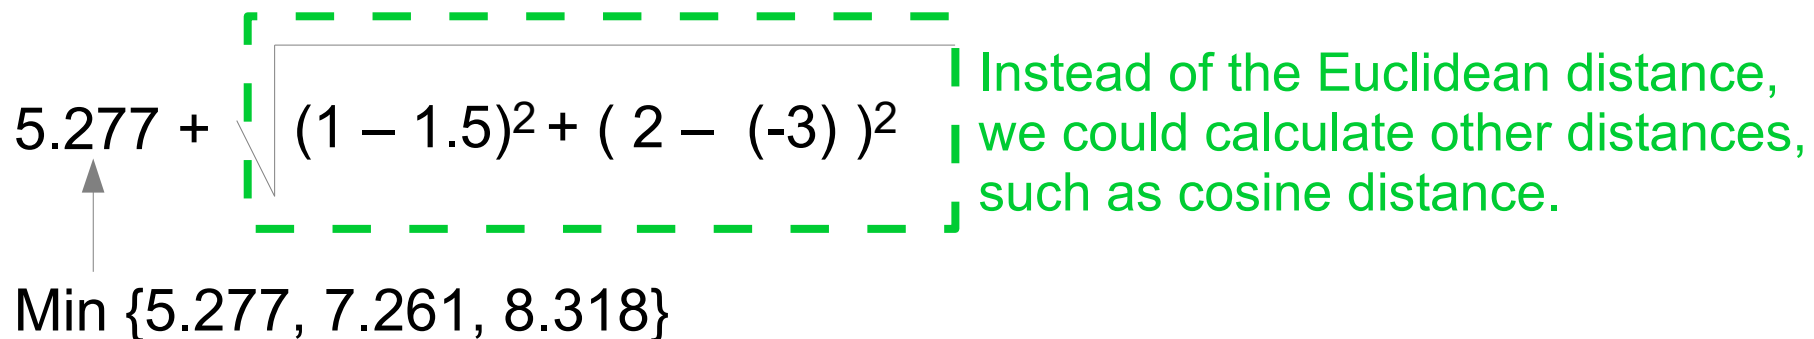 5.277 + √ (1 – 1.5)² + ( 2 – (-3) )²
Instead of the Euclidean distance,
we could calculate other distances,
such as cosine distance.
Min {5.277, 7.261, 8.318}